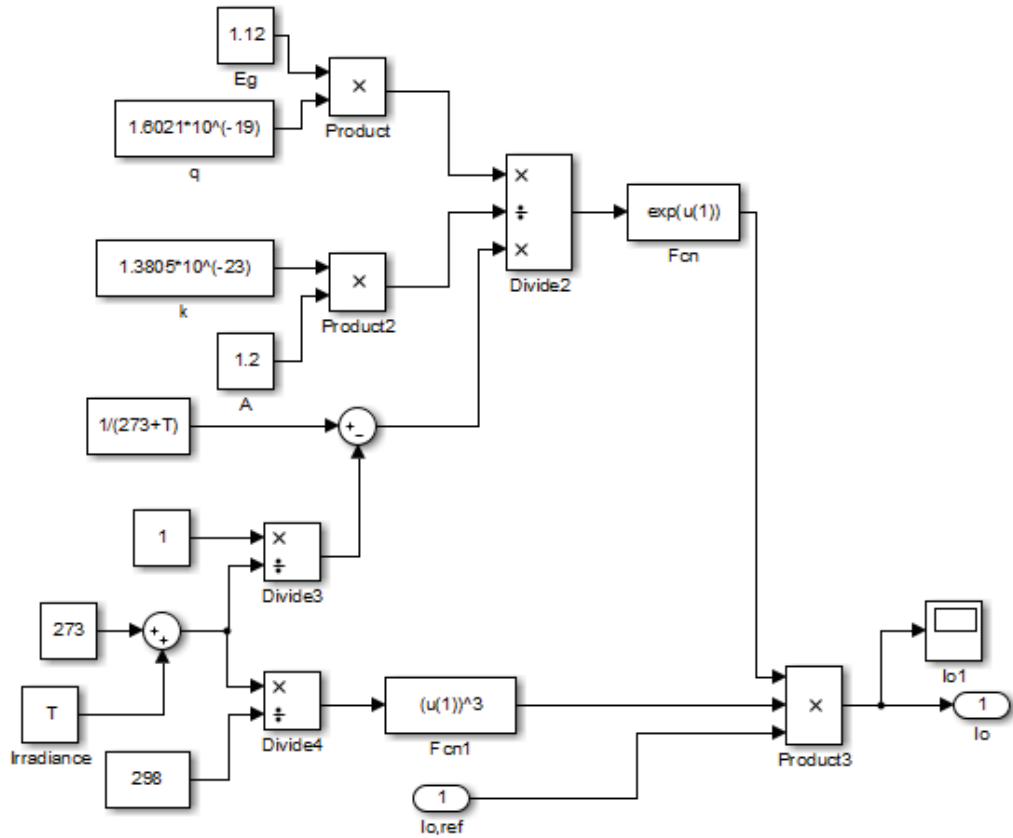 1.12
Eg
×
Product
1.6021*10^(-19)
q
×
÷
×
Divide2
exp(u(1))
Fcn
1.3805*10^(-23)
k
×
Product2
1.2
A
1/(273+T)
+
−
1
×
÷
Divide3
273
+
+
T
Irradiance
×
÷
Divide4
298
(u(1))^3
Fcn1
1
Io,ref
×
Product3
Io1
1
Io